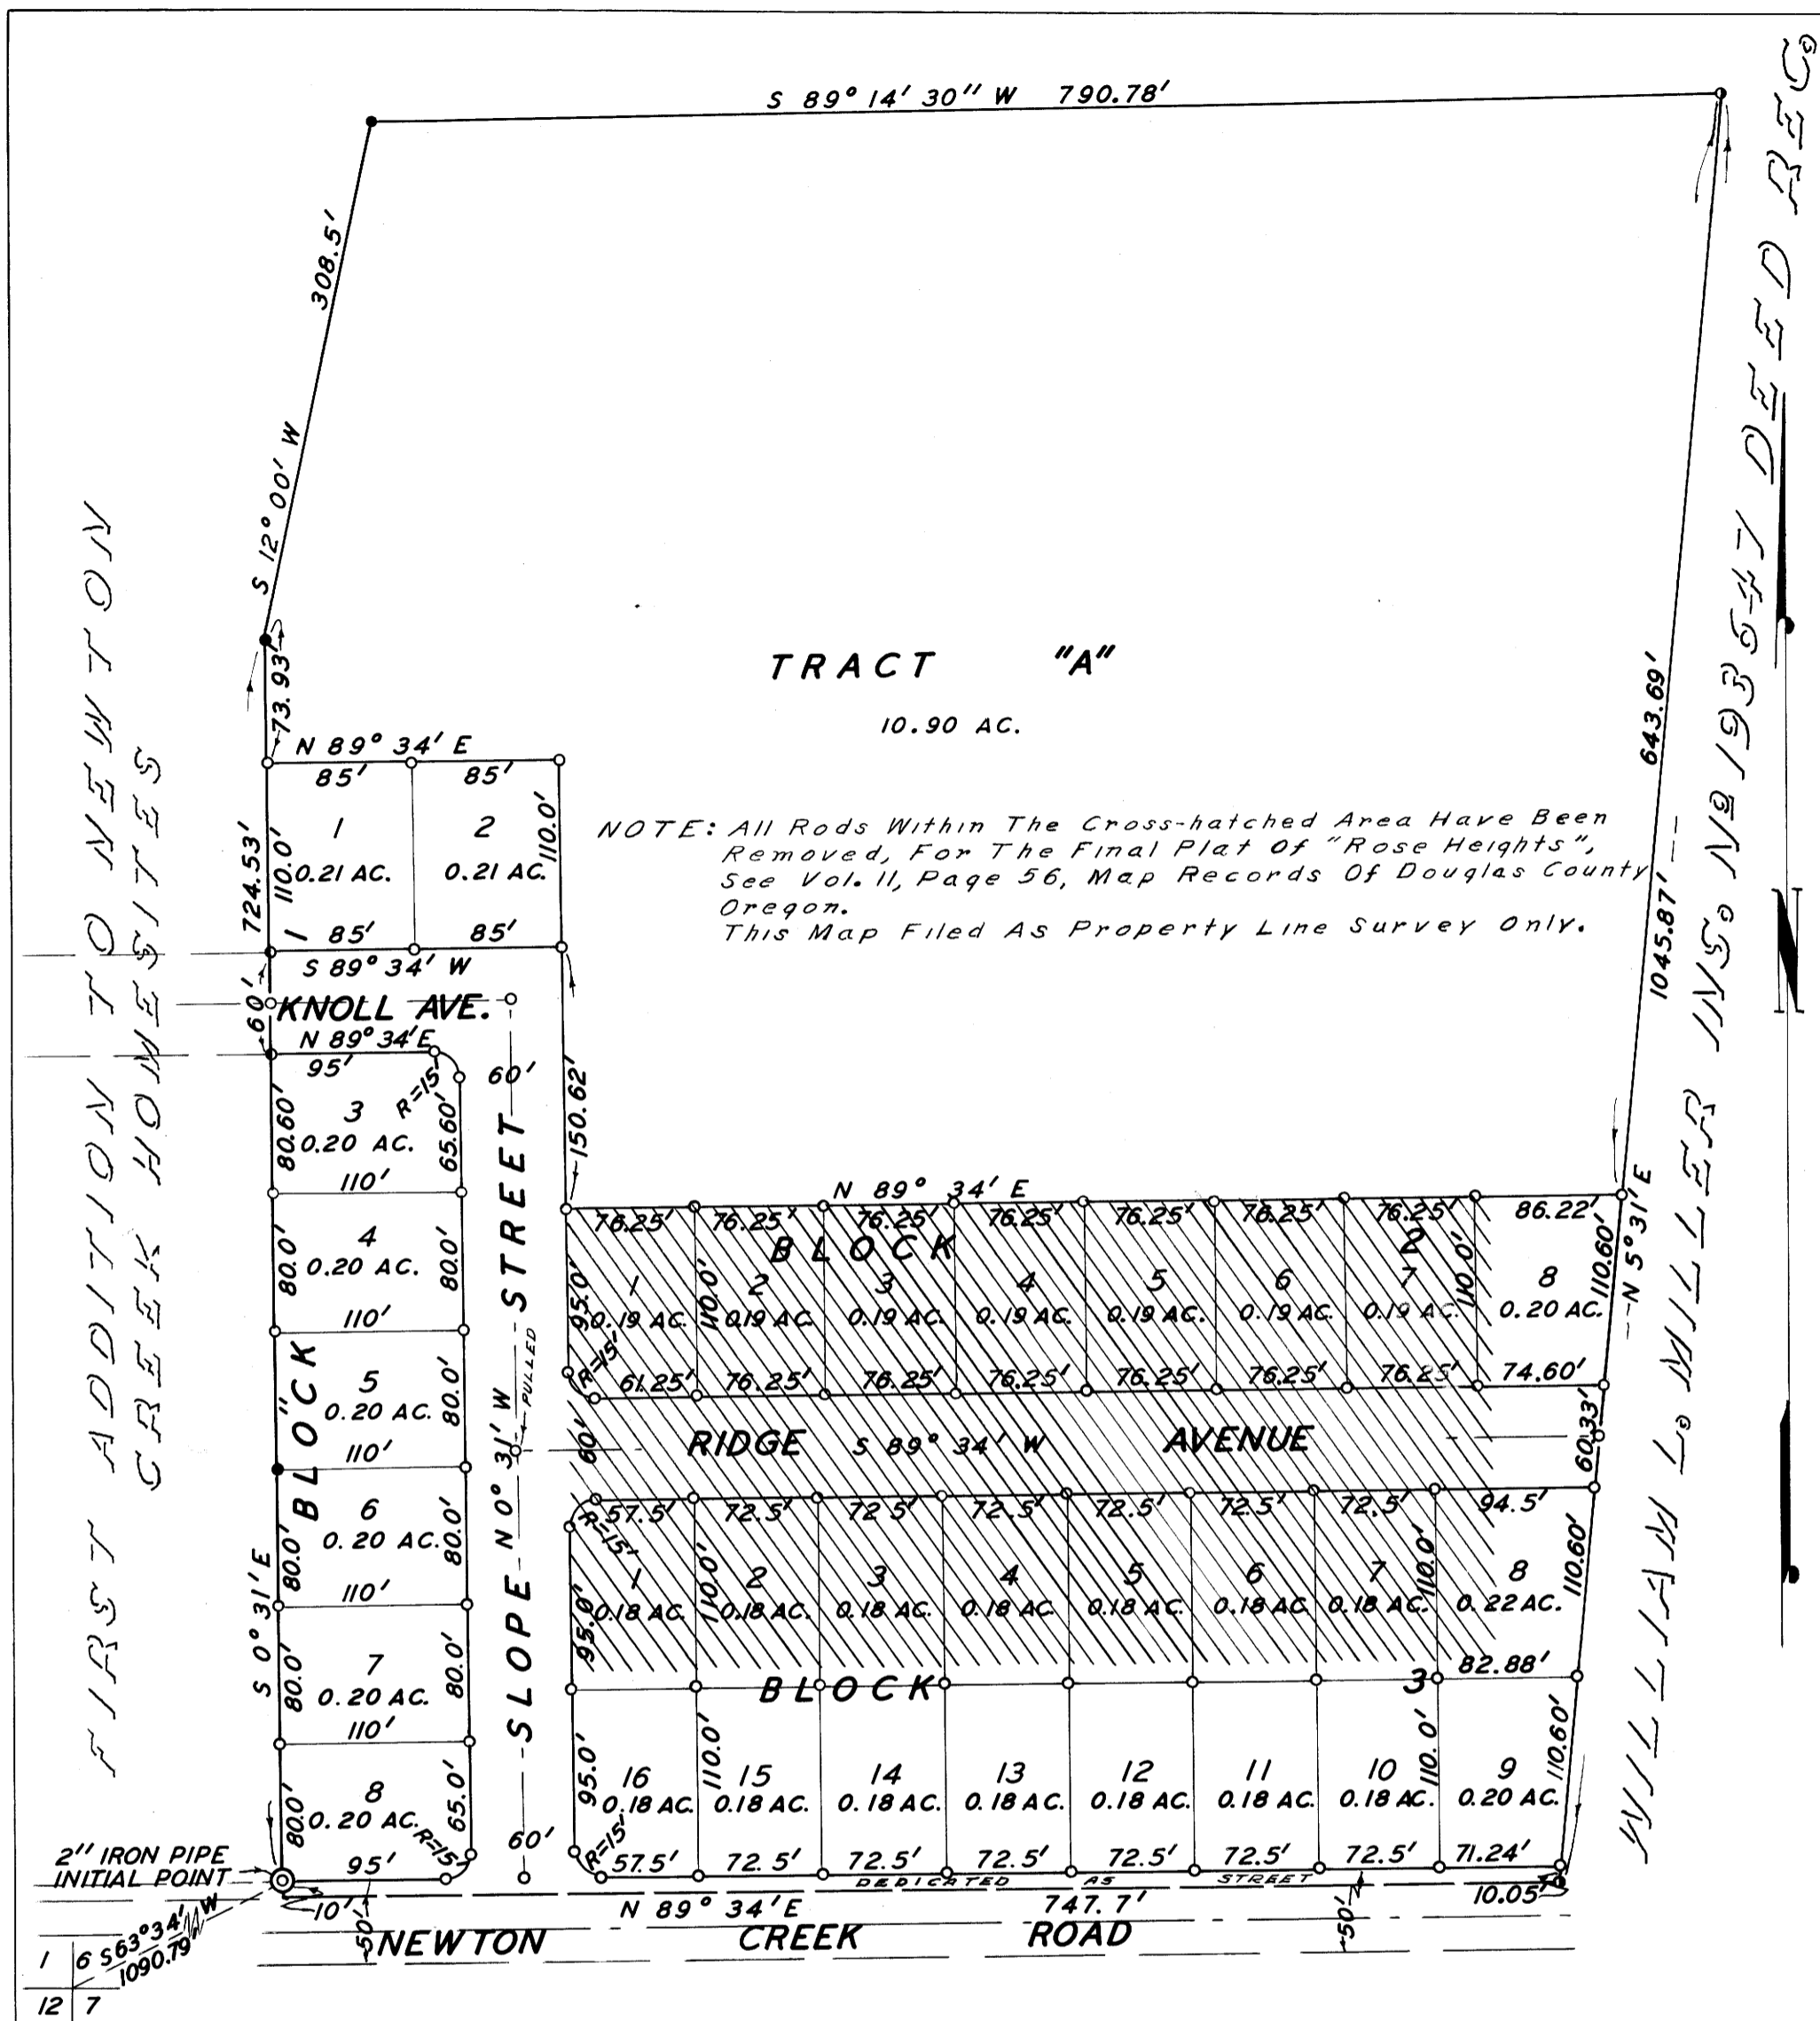 S 89° 14' 30" W 790.78'
308.5'
S 12° 00' W
73.93'
TRACT "A"
10.90 AC.
643.69'
1045.87'
N 5° 31' E
NOTE: All Rods Within The Cross-hatched Area Have Been
Removed, For The Final Plat Of "Rose Heights",
See Vol. 11, Page 56, Map Records Of Douglas County
Oregon.
This Map Filed As Property Line Survey Only.
FIRST ADDITION TO NEWTON
CREEK HOMESITES
WILLIAM L. MILLER INS. Nº 193647 DEED REC.
N
N 89° 34' E
85' 85'
1 2
0.21 AC. 0.21 AC.
110.0' 110.0'
724.53'
1 85' 85'
S 89° 34' W
60'
KNOLL AVE.
N 89° 34' E
95'
R=15'
60'
150.62'
80.60'
3
0.20 AC.
65.60'
110'
80.0'
4
0.20 AC.
80.0'
110'
BLOCK
5
0.20 AC.
80.0'
110'
80.0'
6
0.20 AC.
80.0'
110'
S 0° 31' E
80.0'
7
0.20 AC.
80.0'
110'
80.0'
8
0.20 AC.
65.0'
R=15'
95'
SLOPE N 0° 31' W STREET
PULLED
60'
N 89° 34' E
76.25' 76.25' 76.25' 76.25' 76.25' 76.25' 76.25' 86.22'
BLOCK 2
95.0' 110.0' 110.0' 110.60'
1 2 3 4 5 6 7 8
0.19 AC. 0.19 AC. 0.19 AC. 0.19 AC. 0.19 AC. 0.19 AC. 0.19 AC. 0.20 AC.
R=15'
61.25' 76.25' 76.25' 76.25' 76.25' 76.25' 76.25' 74.60'
60' RIDGE S 89° 34' W AVENUE 60.33'
57.5' 72.5' 72.5' 72.5' 72.5' 72.5' 72.5' 94.5'
R=15'
95.0' 110.0' 110.0' 110.60'
1 2 3 4 5 6 7 8
0.18 AC. 0.18 AC. 0.18 AC. 0.18 AC. 0.18 AC. 0.18 AC. 0.18 AC. 0.22 AC.
82.88'
BLOCK 3
95.0' 110.0' 110.0' 110.60'
16 15 14 13 12 11 10 9
0.18 AC. 0.18 AC. 0.18 AC. 0.18 AC. 0.18 AC. 0.18 AC. 0.18 AC. 0.20 AC.
R=15'
57.5' 72.5' 72.5' 72.5' 72.5' 72.5' 72.5' 71.24'
DEDICATED AS STREET
2" IRON PIPE
INITIAL POINT
10' N 89° 34' E 747.7' 10.05'
50' 50'
NEWTON CREEK ROAD
S 63° 34' W
1090.79'
1 6
12 7